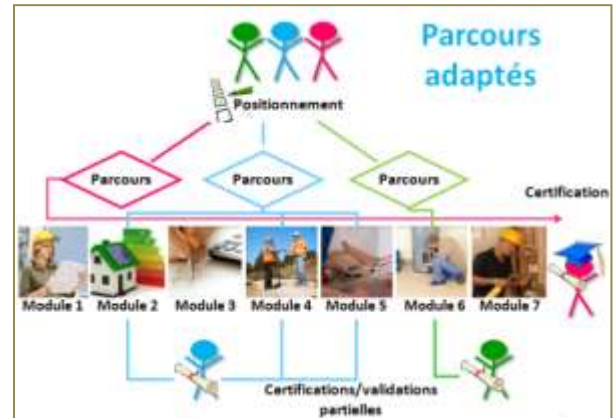 Parcours
adaptés
Positionnement
Parcours
Parcours
Parcours
Certification
Module 1
Module 2
Module 3
Module 4
Module 5
Module 6
Module 7
Certifications/validations
partielles